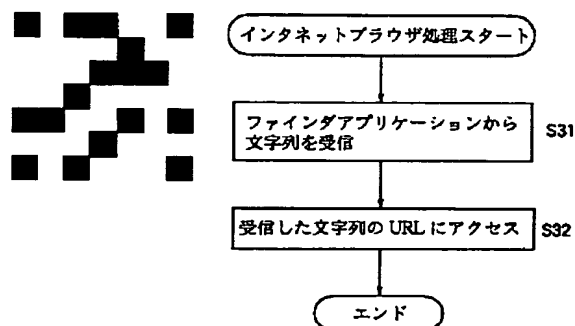 インタネットブラウザ処理スタート
ファインダアプリケーションから
文字列を受信
S31
受信した文字列の URL にアクセス
S32
エンド